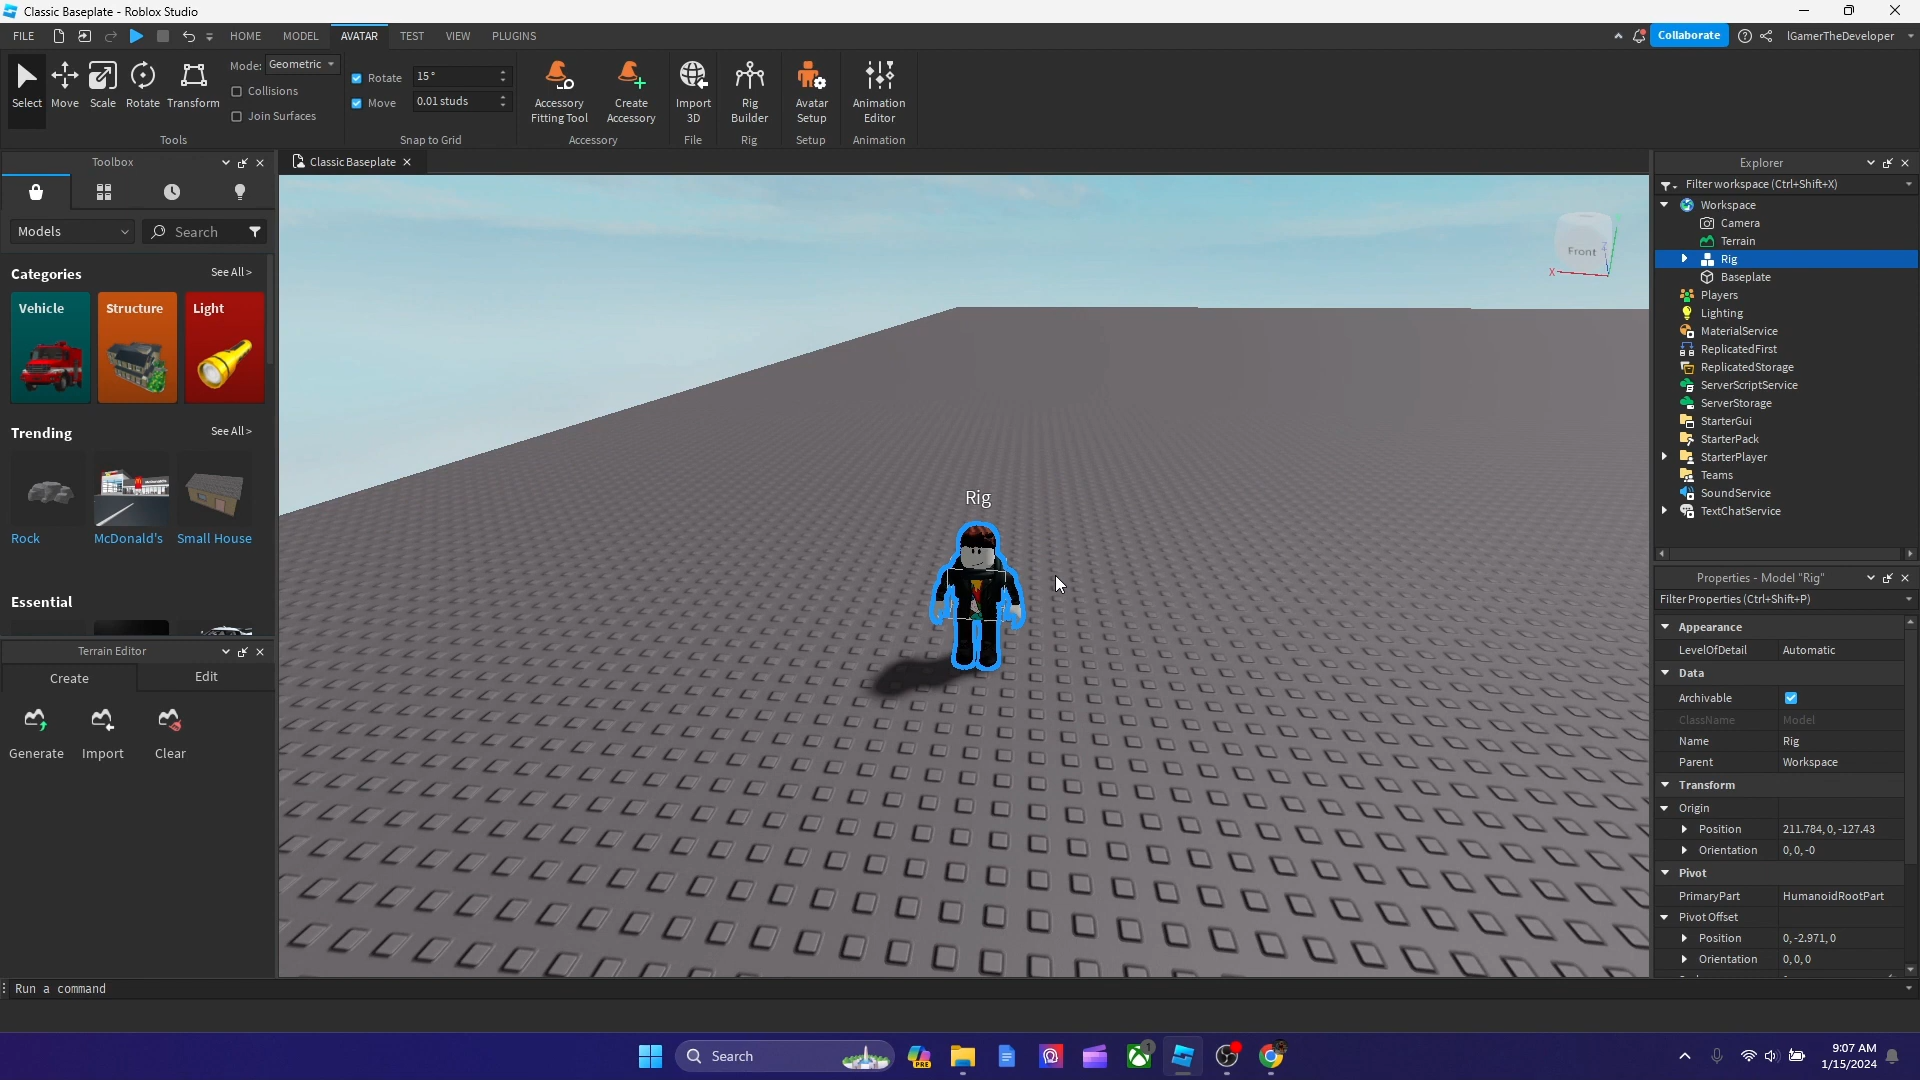 Classic Baseplate - Roblox Studio
FILE HOME MODEL AVATAR TEST VIEW PLUGINS Collaborate IGamerTheDeveloper
Select Move Scale Rotate Transform
Mode: Geometric
Collisions
Join Surfaces
Tools
Rotate 15°
Move 0.01 studs
Snap to Grid
Accessory Fitting Tool
Create Accessory
Accessory
Import 3D
File
Rig Builder
Rig
Avatar Setup
Setup
Animation Editor
Animation
Toolbox
Models Search
Categories See All >
Vehicle Structure Light
Trending See All >
Rock McDonald's Small House
Essential
Terrain Editor
Create Edit
Generate Import Clear
Classic Baseplate
Front
X
Z
Rig
Explorer
Filter workspace (Ctrl+Shift+X)
Workspace
Camera
Terrain
Rig
Baseplate
Players
Lighting
MaterialService
ReplicatedFirst
ReplicatedStorage
ServerScriptService
ServerStorage
StarterGui
StarterPack
StarterPlayer
Teams
SoundService
TextChatService
Properties - Model "Rig"
Filter Properties (Ctrl+Shift+P)
Appearance
LevelOfDetail Automatic
Data
Archivable
ClassName Model
Name Rig
Parent Workspace
Transform
Origin
Position 211.784, 0, -127.43
Orientation 0, 0, -0
Pivot
PrimaryPart HumanoidRootPart
Pivot Offset
Position 0, -2.971, 0
Orientation 0, 0, 0
Run a command
Search
PRE
1
9:07 AM
1/15/2024